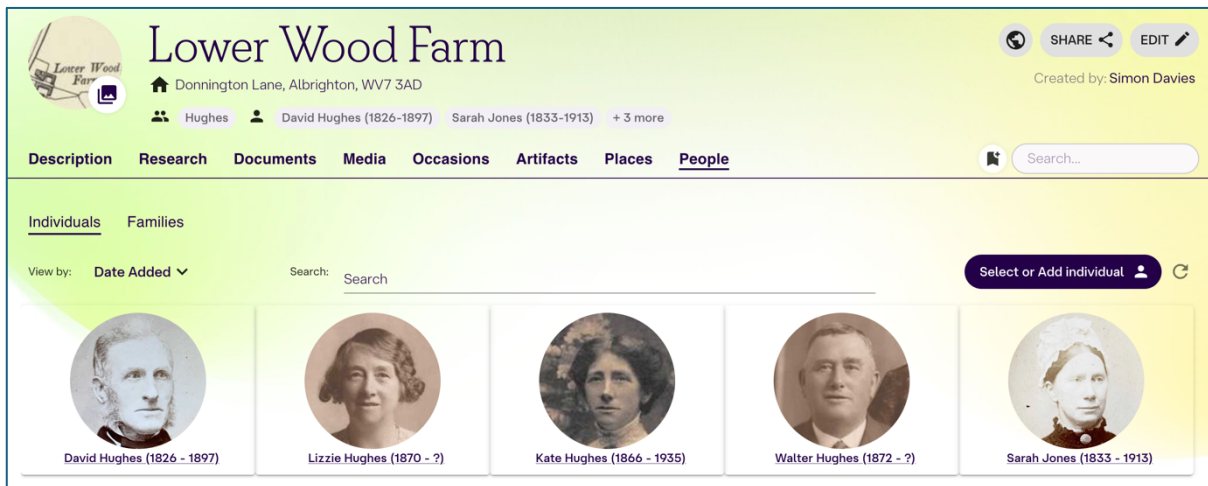 Lower Wood Farm
SHARE EDIT
Lower Wood
Farm
Donnington Lane, Albrighton, WV7 3AD
Created by: Simon Davies
Hughes David Hughes (1826-1897) Sarah Jones (1833-1913) + 3 more
Description Research Documents Media Occasions Artifacts Places People Search...
Individuals Families
View by: Date Added Search: Search Select or Add individual
David Hughes (1826 - 1897) Lizzie Hughes (1870 - ?) Kate Hughes (1866 - 1935) Walter Hughes (1872 - ?) Sarah Jones (1833 - 1913)